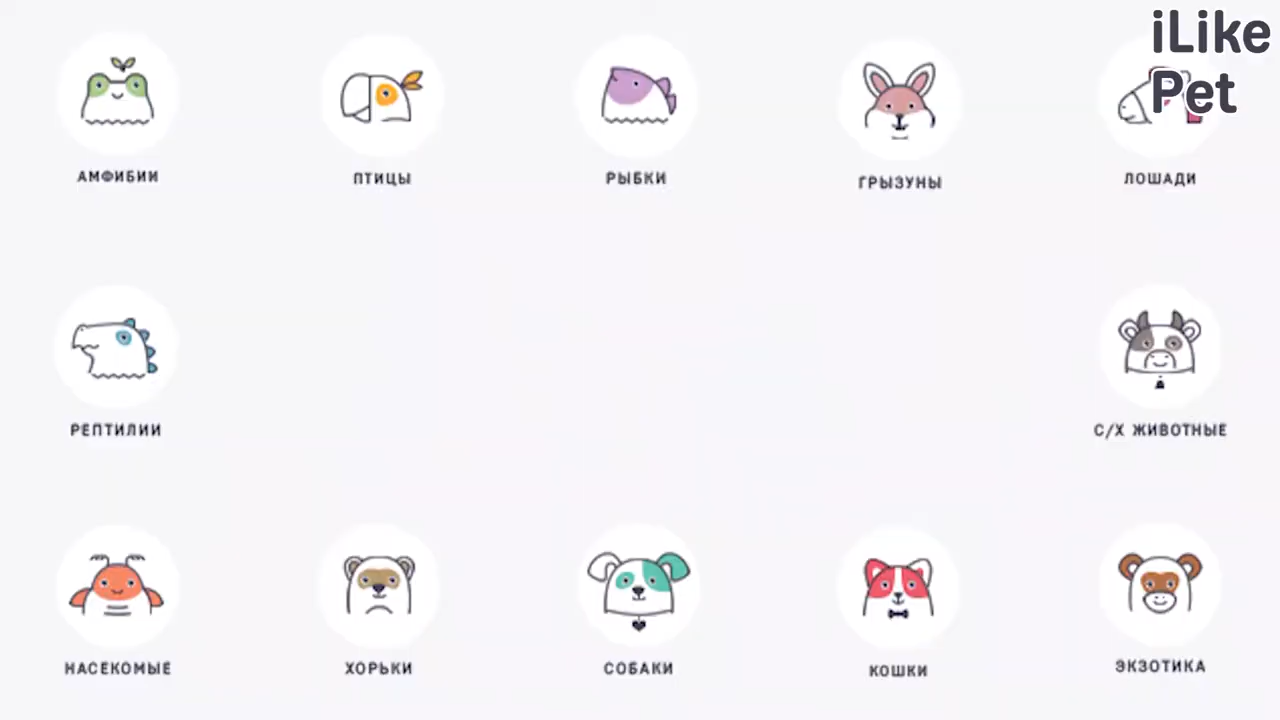 iLike
Pet
АМФИБИИ
ПТИЦЫ
РЫБКИ
ГРЫЗУНЫ
ЛОШАДИ
РЕПТИЛИИ
С/Х ЖИВОТНЫЕ
НАСЕКОМЫЕ
ХОРЬКИ
СОБАКИ
КОШКИ
ЭКЗОТИКА